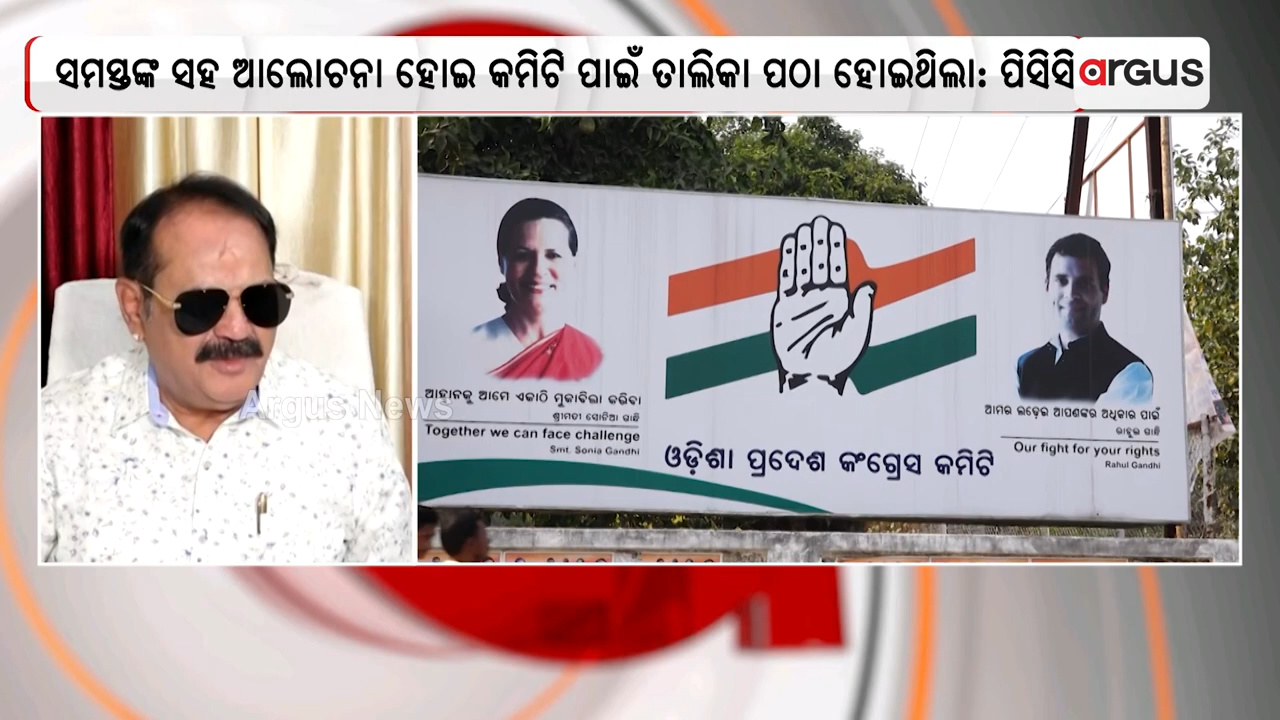 ସମସ୍ତଙ୍କ ସହ ଆଲୋଚନା ହୋଇ କମିଟି ପାଇଁ ତାଲିକା ପଠା ହୋଇଥିଲା: ପିସିସି
argus
Argus News
ଆହାନକୁ ଆମେ ଏକାଠି ମୁକାବିଲା କରିବା
ଶ୍ରୀମତୀ ସୋନିଆ ଗାନ୍ଧି
Together we can face challenge
Smt. Sonia Gandhi
ଓଡ଼ିଶା ପ୍ରଦେଶ କଂଗ୍ରେସ କମିଟି
ଆମର ଲଢ଼େଇ ଆପଣଙ୍କର ଅଧିକାର ପାଇଁ
ରାହୁଲ ଗାନ୍ଧି
Our fight for your rights
Rahul Gandhi